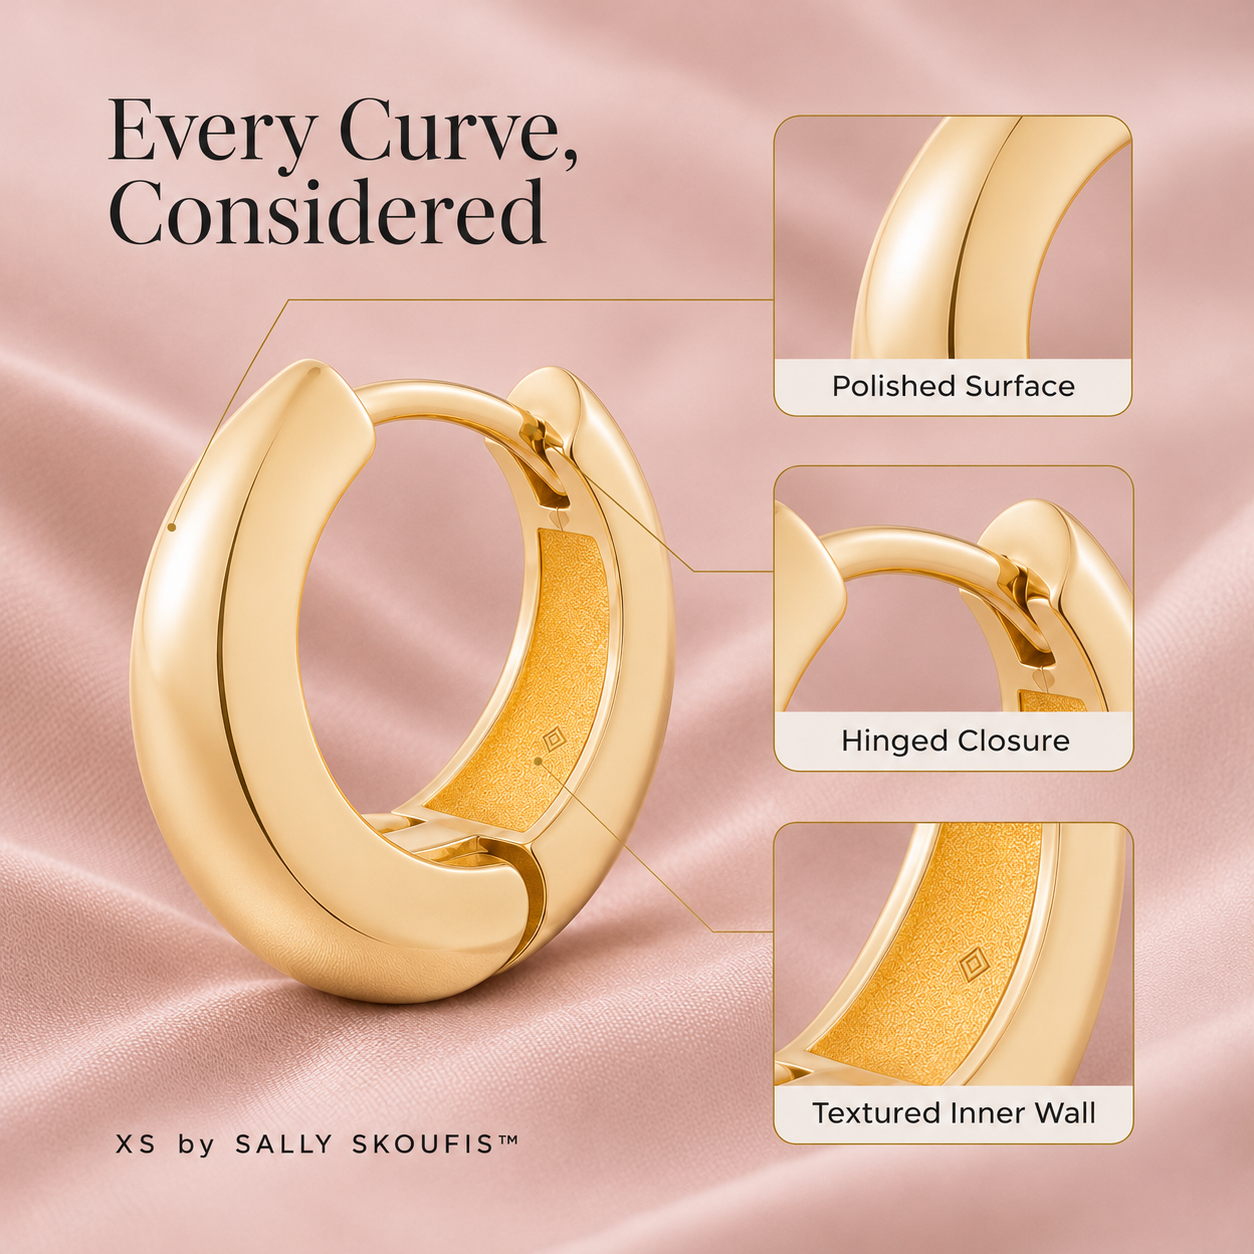 Every Curve,
Considered
Polished Surface
Hinged Closure
Textured Inner Wall
XS by SALLY SKOUFIS™